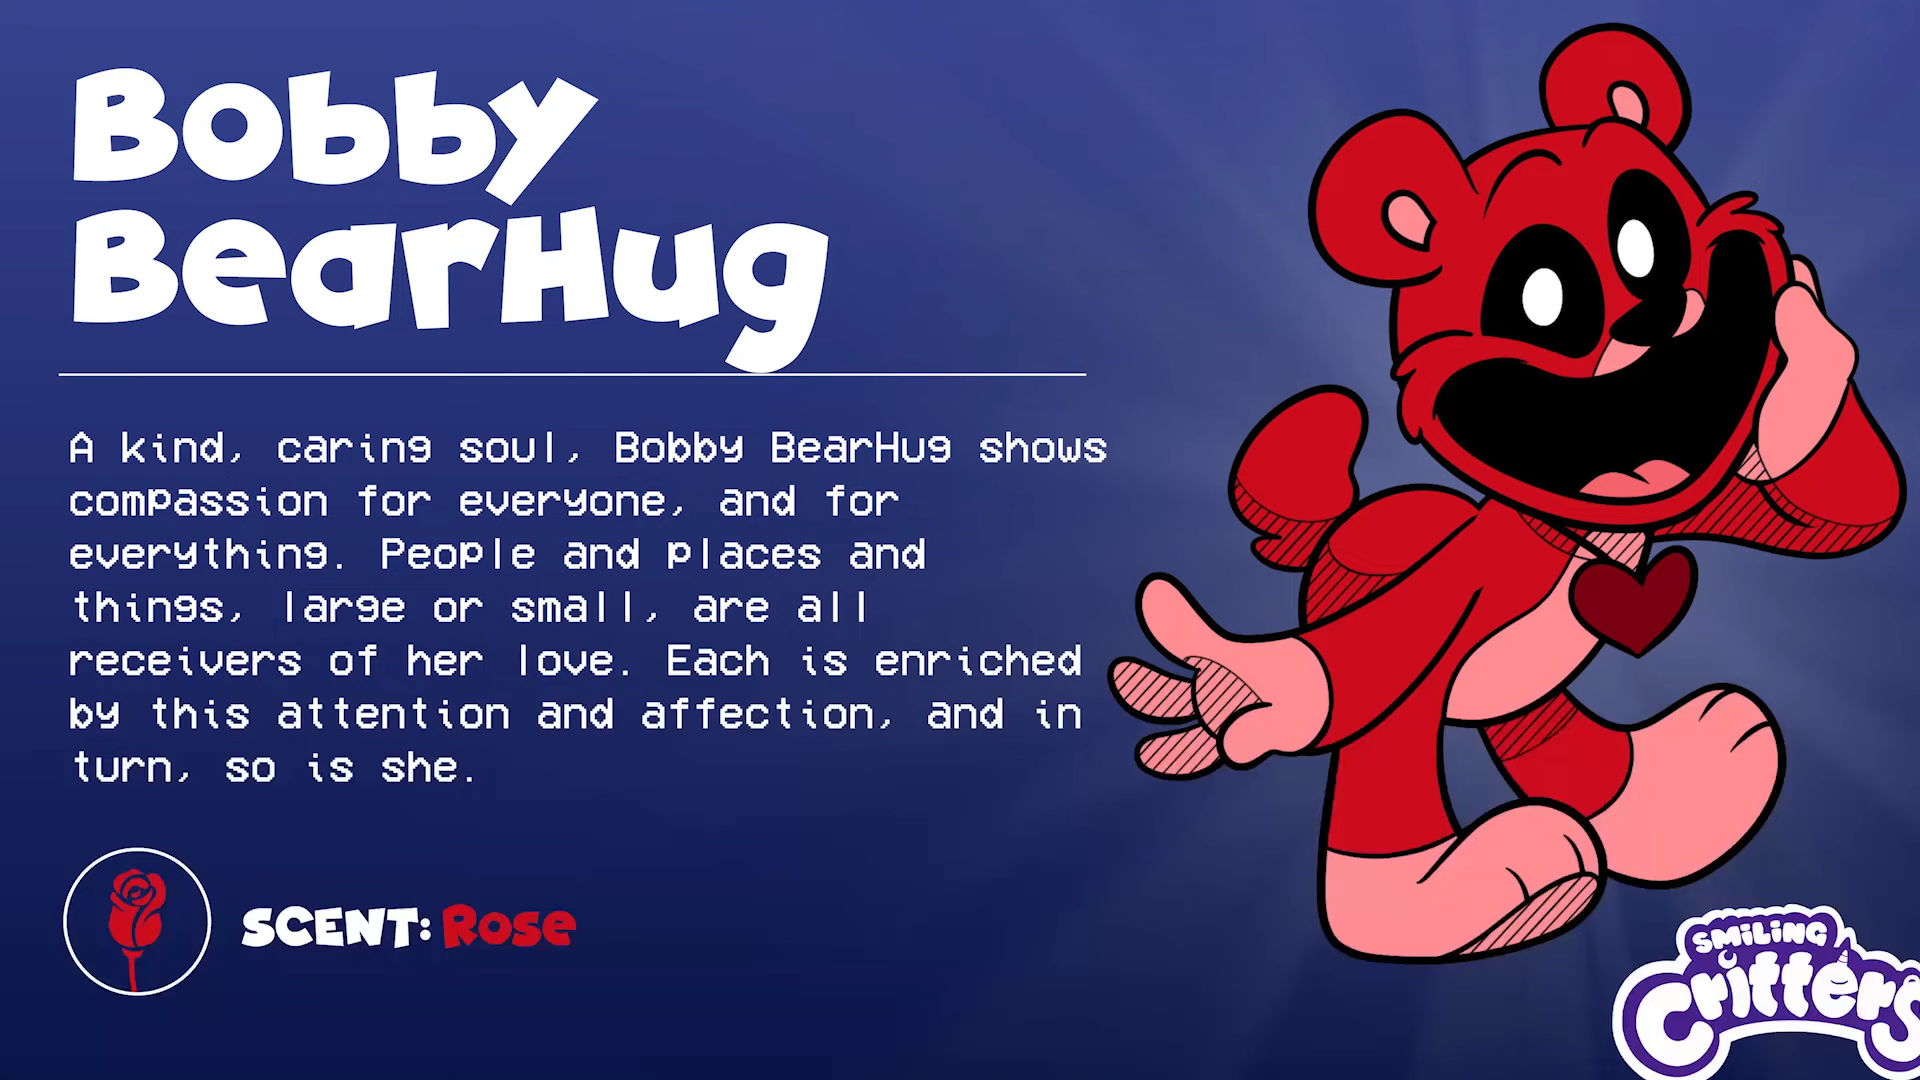 Bobby
BearHug
A kind, caring soul, Bobby BearHug shows
compassion for everyone, and for
everything. People and places and
things, large or small, are all
receivers of her love. Each is enriched
by this attention and affection, and in
turn, so is she.
SCENT: Rose
SMiLiNG
Critters